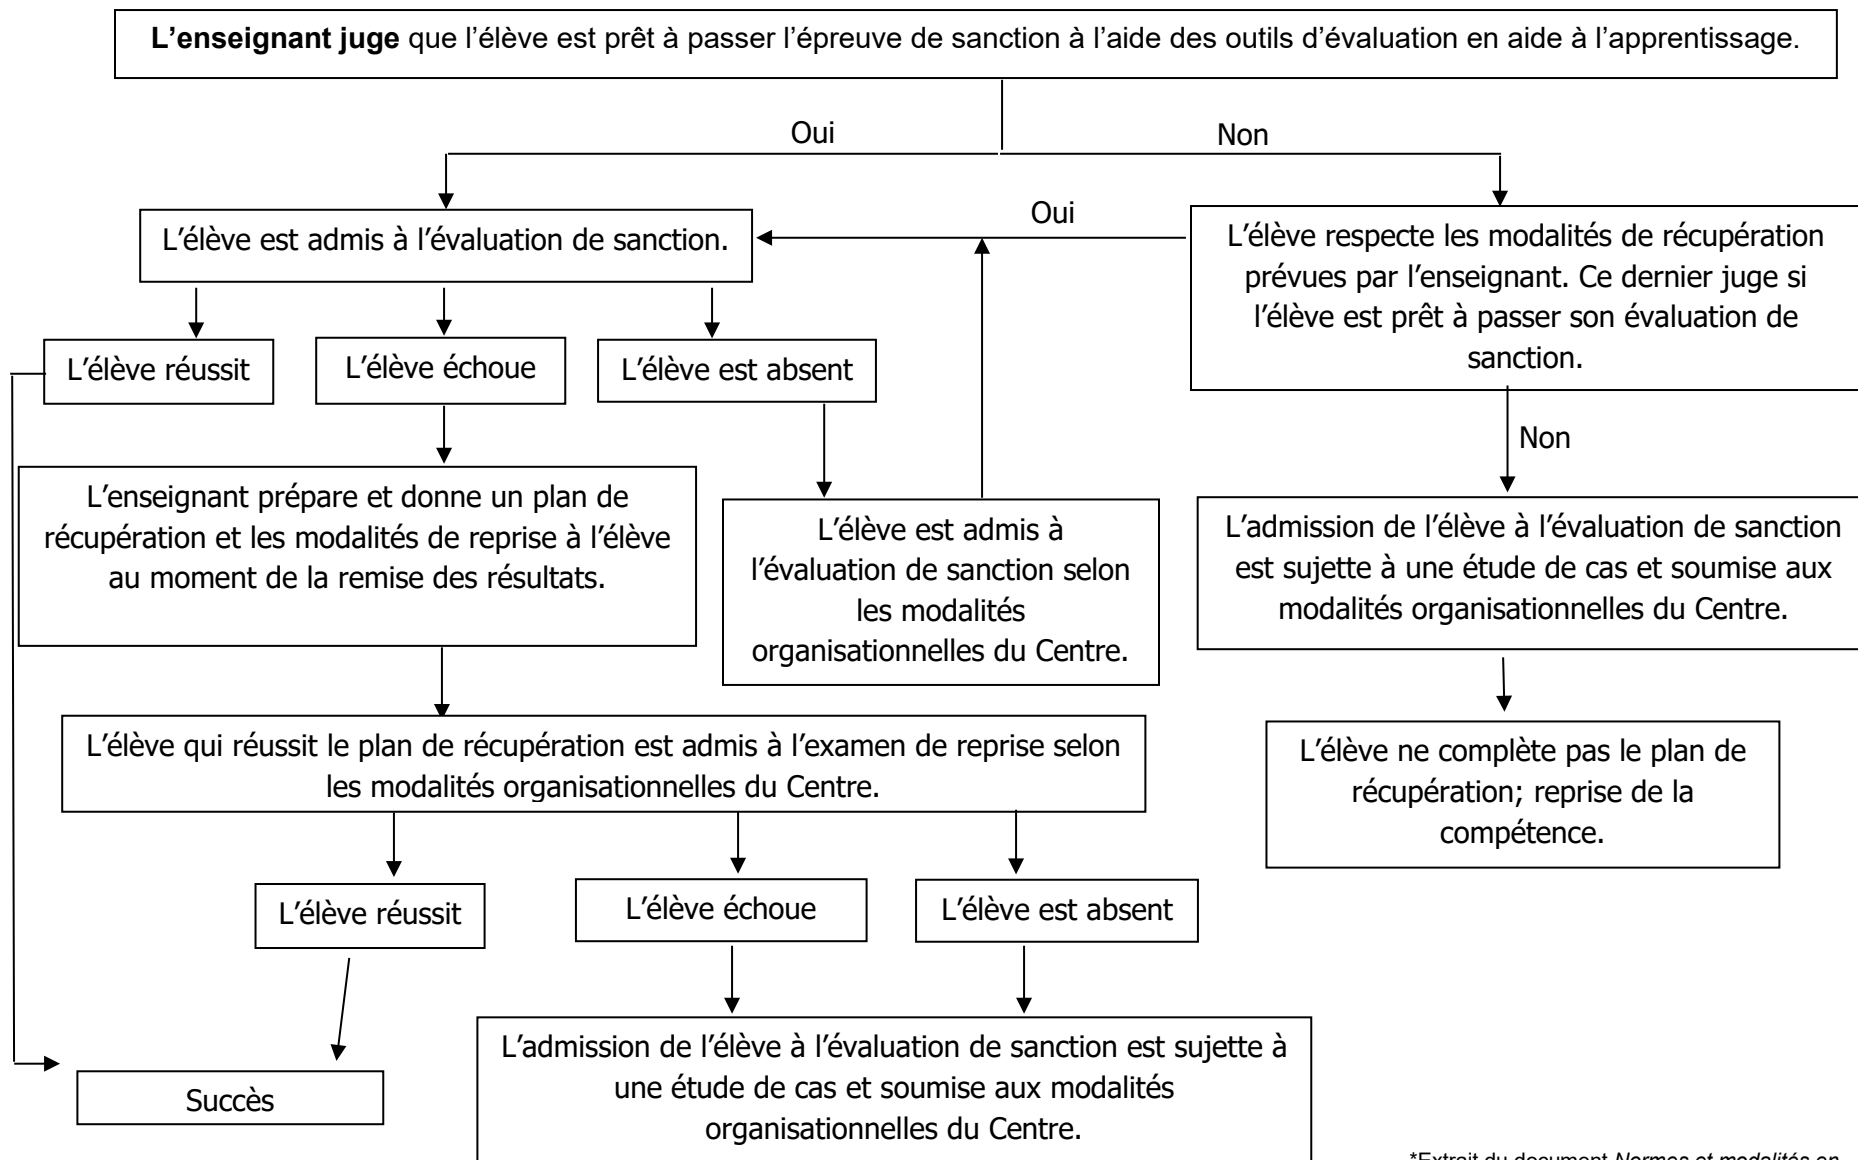 L'enseignant juge que l'élève est prêt à passer l'épreuve de sanction à l'aide des outils d'évaluation en aide à l'apprentissage.
Oui
Non
L'élève est admis à l'évaluation de sanction.
Oui
L'élève respecte les modalités de récupération
prévues par l'enseignant. Ce dernier juge si
l'élève est prêt à passer son évaluation de
sanction.
L'élève réussit
L'élève échoue
L'élève est absent
Non
L'enseignant prépare et donne un plan de
récupération et les modalités de reprise à l'élève
au moment de la remise des résultats.
L'élève est admis à
l'évaluation de sanction selon
les modalités
organisationnelles du Centre.
L'admission de l'élève à l'évaluation de sanction
est sujette à une étude de cas et soumise aux
modalités organisationnelles du Centre.
L'élève qui réussit le plan de récupération est admis à l'examen de reprise selon
les modalités organisationnelles du Centre.
L'élève ne complète pas le plan de
récupération; reprise de la
compétence.
L'élève réussit
L'élève échoue
L'élève est absent
L'admission de l'élève à l'évaluation de sanction est sujette à
une étude de cas et soumise aux modalités
organisationnelles du Centre.
Succès
*Extrait du document Normes et modalités en